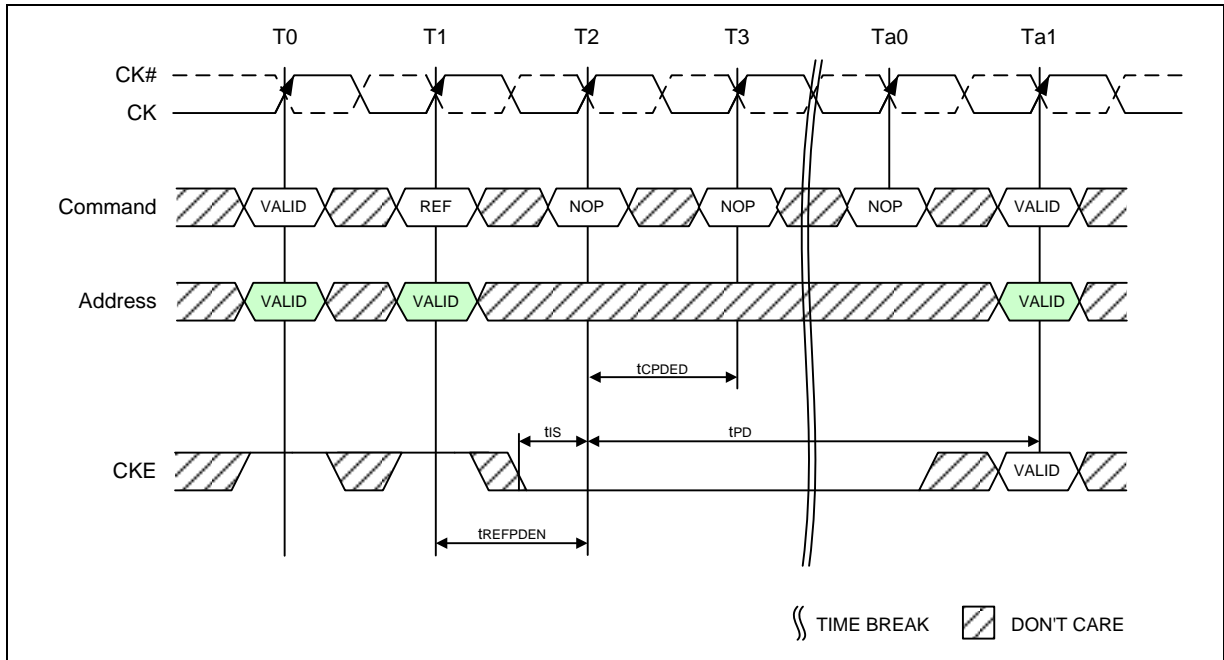 T0 T1 T2 T3 Ta0 Ta1
CK#
CK
Command VALID REF NOP NOP NOP VALID
Address VALID VALID VALID
tCPDED
tIS tPD
CKE VALID
tREFPDEN
TIME BREAK DON'T CARE